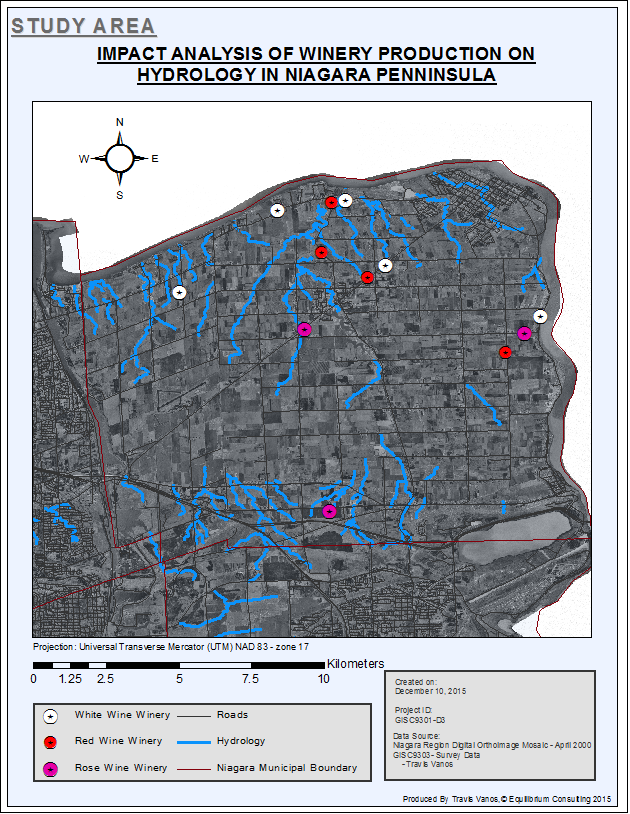 STUDY AREA
IMPACT ANALYSIS OF WINERY PRODUCTION ON
HYDROLOGY IN NIAGARA PENNINSULA
N
W
E
S
Projection: Universal Transverse Mercator (UTM) NAD 83 - zone 17
Kilometers
0 1.25 2.5 5 7.5 10
White Wine Winery
Roads
Red Wine Winery
Hydrology
Rose Wine Winery
Niagara Municipal Boundary
Created on:
December 10, 2015
Project ID:
GISC9301-D3
Data Source:
Niagara Region Digital OrthoImage Mosaic - April 2000
GISC9303- Survey Data
- Travis Vanos
Produced By Travis Vanos,© Equilibrium Consulting 2015